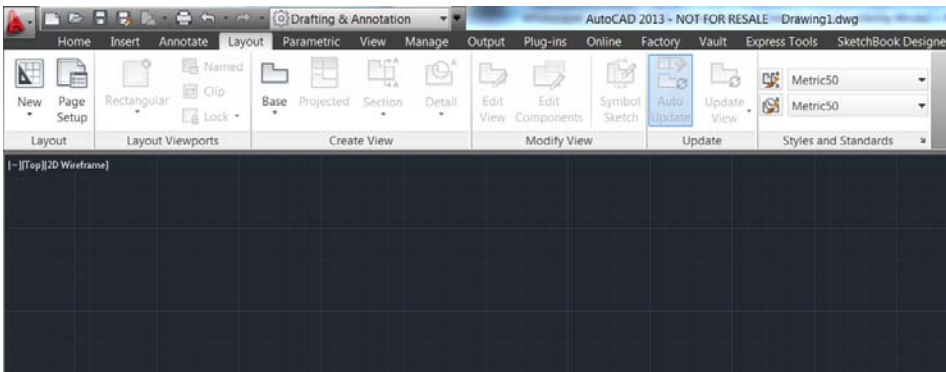 Drafting & Annotation AutoCAD 2013 - NOT FOR RESALE Drawing1.dwg
Home Insert Annotate Layout Parametric View Manage Output Plug-ins Online Factory Vault Express Tools SketchBook Designe
New Page Setup Rectangular Named Clip Lock Base Projected Section Detail Edit View Edit Components Symbol Sketch Auto Update Update View Metric50 Metric50
Layout Layout Viewports Create View Modify View Update Styles and Standards
[-][Top][2D Wireframe]